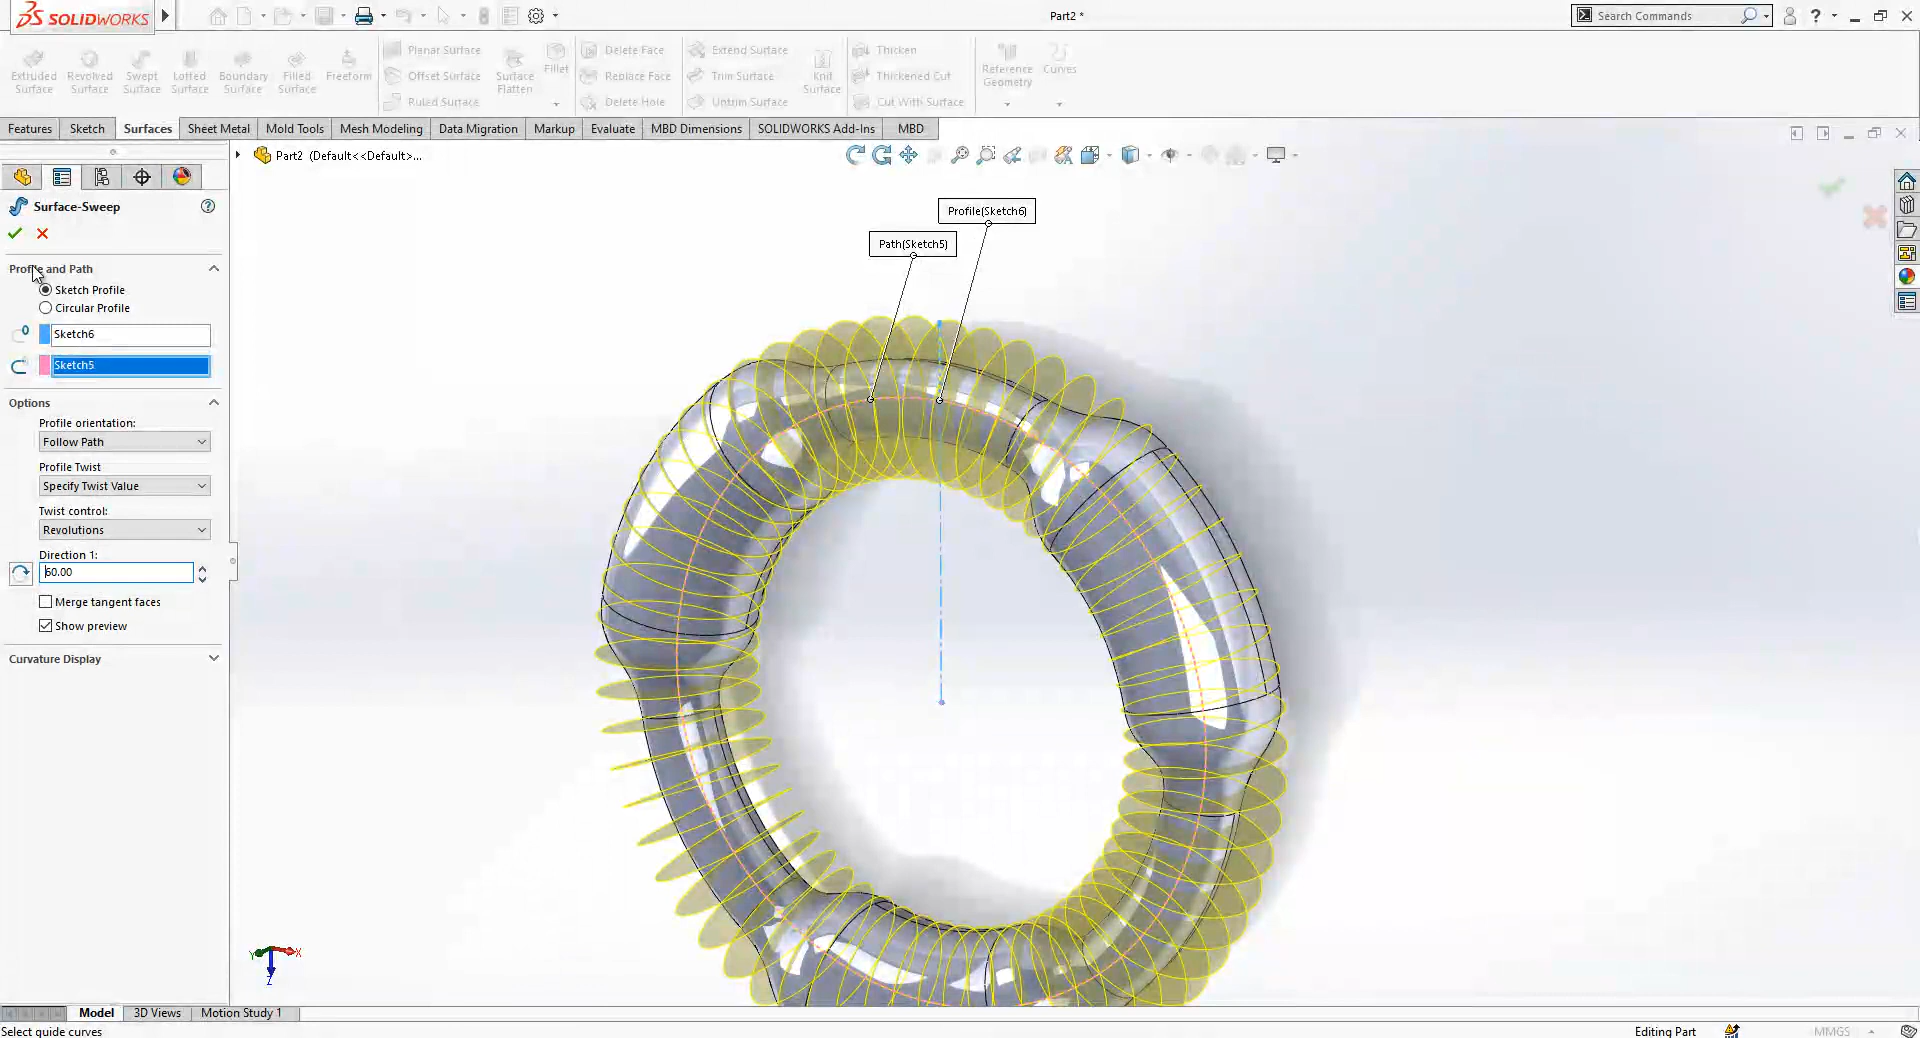 SOLIDWORKS
Part2 *
Search Commands
?
Extruded Surface
Revolved Surface
Swept Surface
Lofted Surface
Boundary Surface
Filled Surface
Freeform
Planar Surface
Offset Surface
Ruled Surface
Surface Flatten
Fillet
Delete Face
Replace Face
Delete Hole
Extend Surface
Trim Surface
Untrim Surface
Knit Surface
Thicken
Thickened Cut
Cut With Surface
Reference Geometry
Curves
Features
Sketch
Surfaces
Sheet Metal
Mold Tools
Mesh Modeling
Data Migration
Markup
Evaluate
MBD Dimensions
SOLIDWORKS Add-Ins
MBD
Part2 (Default<<Default>...
Surface-Sweep
?
Profile and Path
Sketch Profile
Circular Profile
Sketch6
Sketch5
Options
Profile orientation:
Follow Path
Profile Twist
Specify Twist Value
Twist control:
Revolutions
Direction 1:
60.00
Merge tangent faces
Show preview
Curvature Display
Profile(Sketch6)
Path(Sketch5)
Y
X
Z
Model
3D Views
Motion Study 1
Select guide curves
Editing Part
MMGS